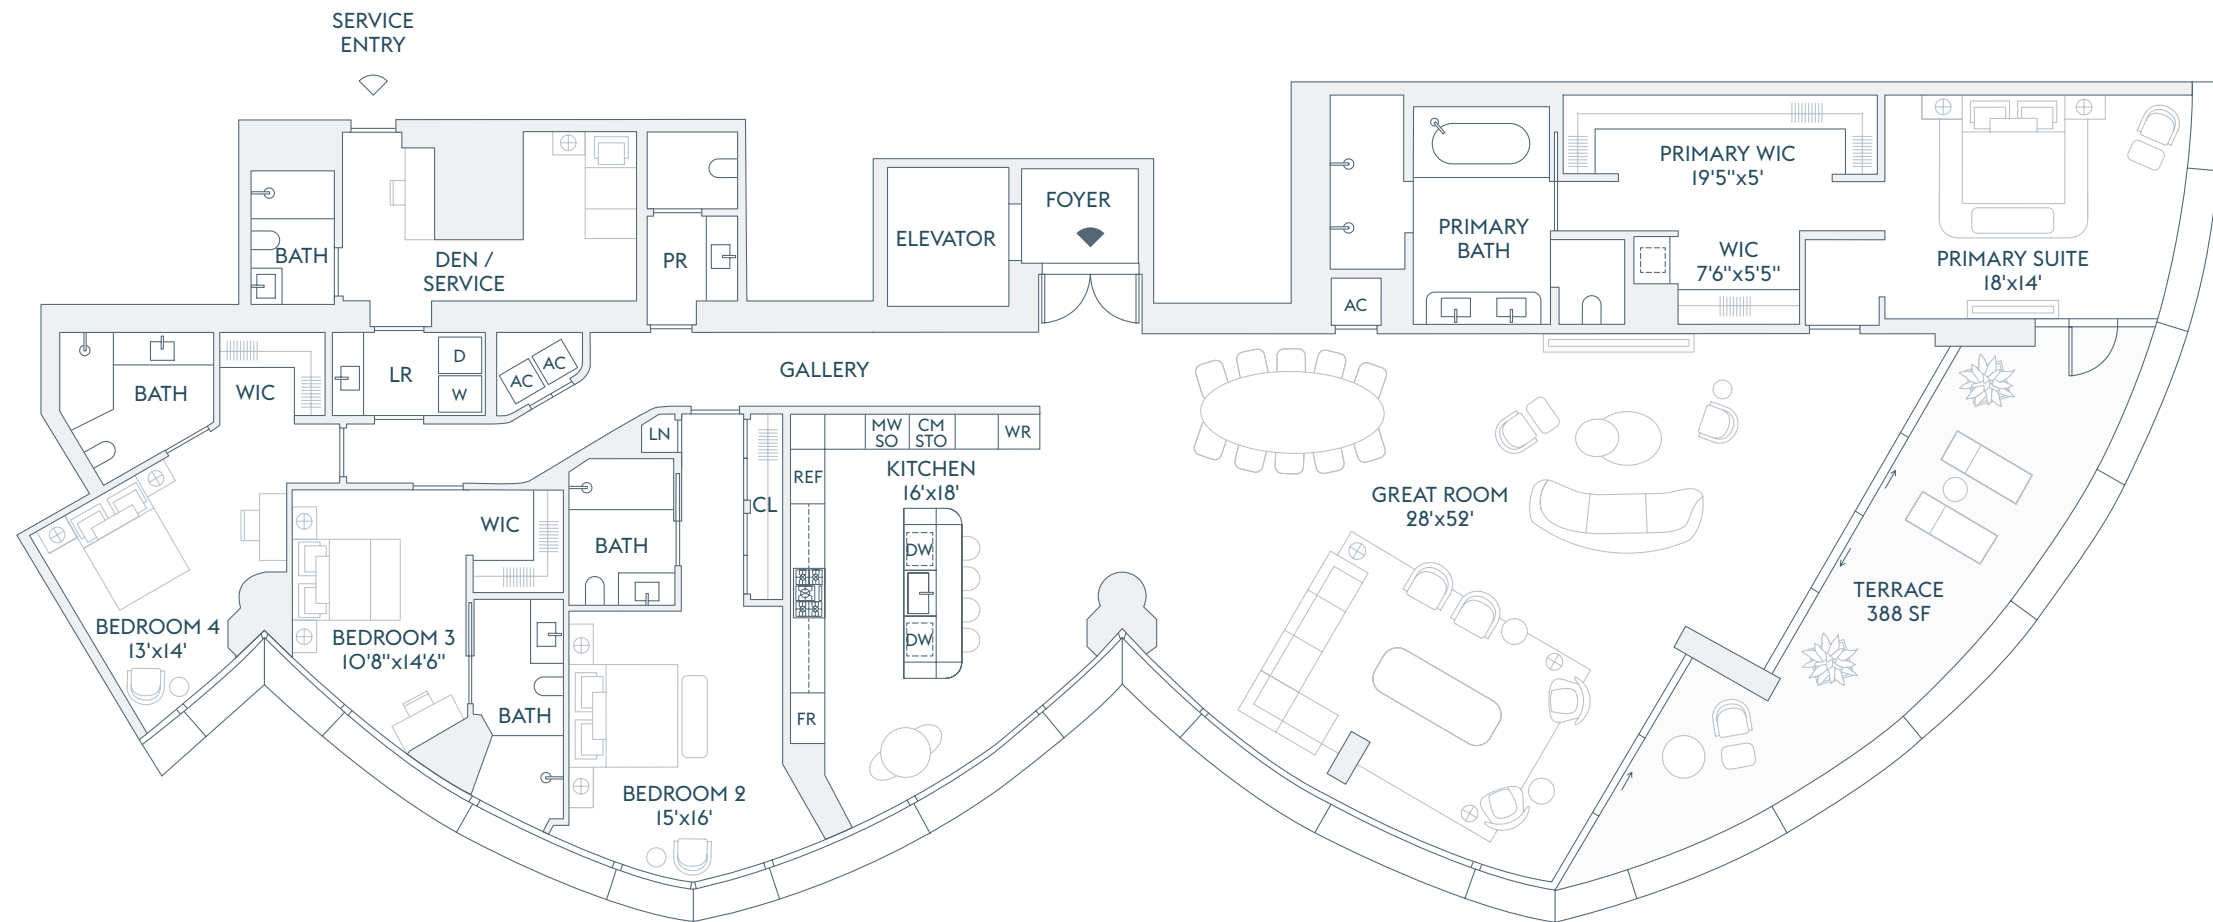 SERVICE
ENTRY
BATH
DEN /
SERVICE
PR
ELEVATOR
FOYER
PRIMARY
BATH
AC
PRIMARY WIC
19'5"x5'
WIC
7'6"x5'5"
PRIMARY SUITE
18'x14'
BATH
WIC
LR
D
W
AC
AC
GALLERY
LN
CL
MW
SO
CM
STO
WR
REF
KITCHEN
16'x18'
DW
DW
FR
GREAT ROOM
28'x52'
TERRACE
388 SF
WIC
BATH
BEDROOM 4
13'x14'
BEDROOM 3
10'8"x14'6"
BATH
BEDROOM 2
15'x16'